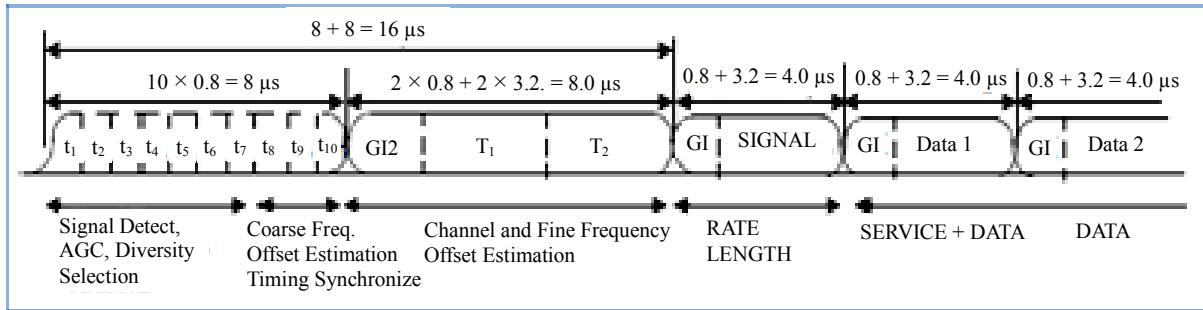 8 + 8 = 16 μs
10 × 0.8 = 8 μs
2 × 0.8 + 2 × 3.2. = 8.0 μs
0.8 + 3.2 = 4.0 μs
0.8 + 3.2 = 4.0 μs
0.8 + 3.2 = 4.0 μs
t1 t2 t3 t4 t5 t6 t7 t8 t9 t10
GI2
T1
T2
GI
SIGNAL
GI
Data 1
GI
Data 2
Signal Detect,
AGC, Diversity
Selection
Coarse Freq.
Offset Estimation
Timing Synchronize
Channel and Fine Frequency
Offset Estimation
RATE
LENGTH
SERVICE + DATA
DATA